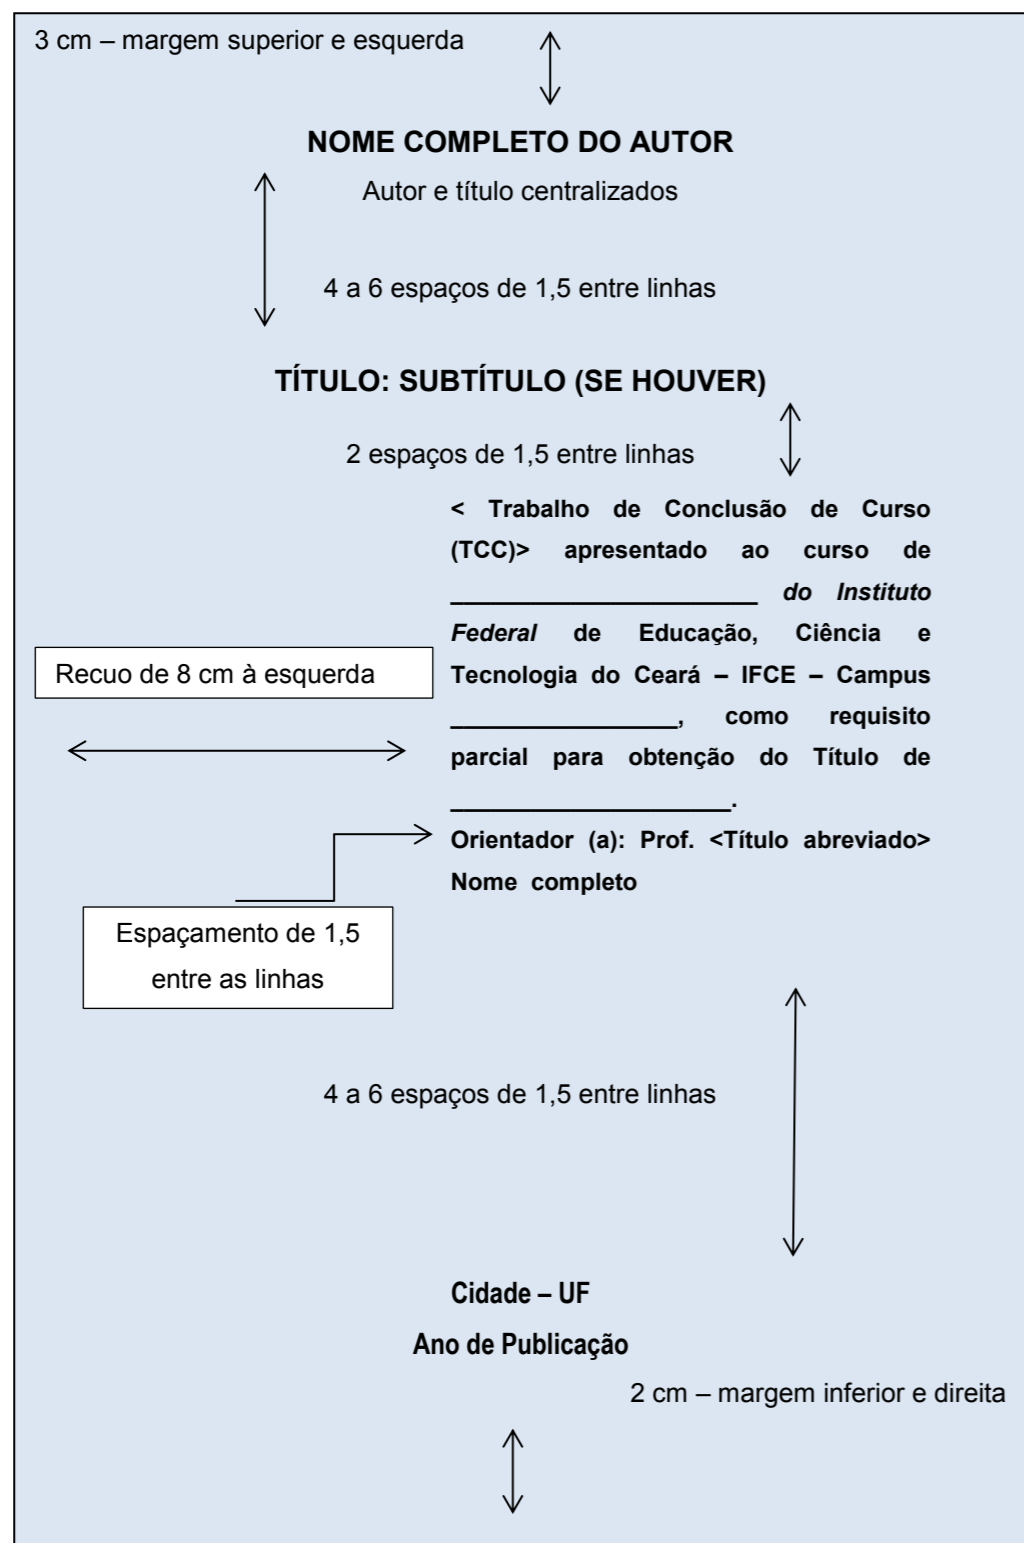 3 cm – margem superior e esquerda
NOME COMPLETO DO AUTOR
Autor e título centralizados
4 a 6 espaços de 1,5 entre linhas
TÍTULO: SUBTÍTULO (SE HOUVER)
2 espaços de 1,5 entre linhas
< Trabalho de Conclusão de Curso
(TCC)> apresentado ao curso de
_______________________ do Instituto
Federal de Educação, Ciência e
Recuo de 8 cm à esquerda
Tecnologia do Ceará – IFCE – Campus
_________________, como requisito
parcial para obtenção do Título de
_____________________.
Orientador (a): Prof. <Título abreviado>
Nome completo
Espaçamento de 1,5
entre as linhas
4 a 6 espaços de 1,5 entre linhas
Cidade – UF
Ano de Publicação
2 cm – margem inferior e direita